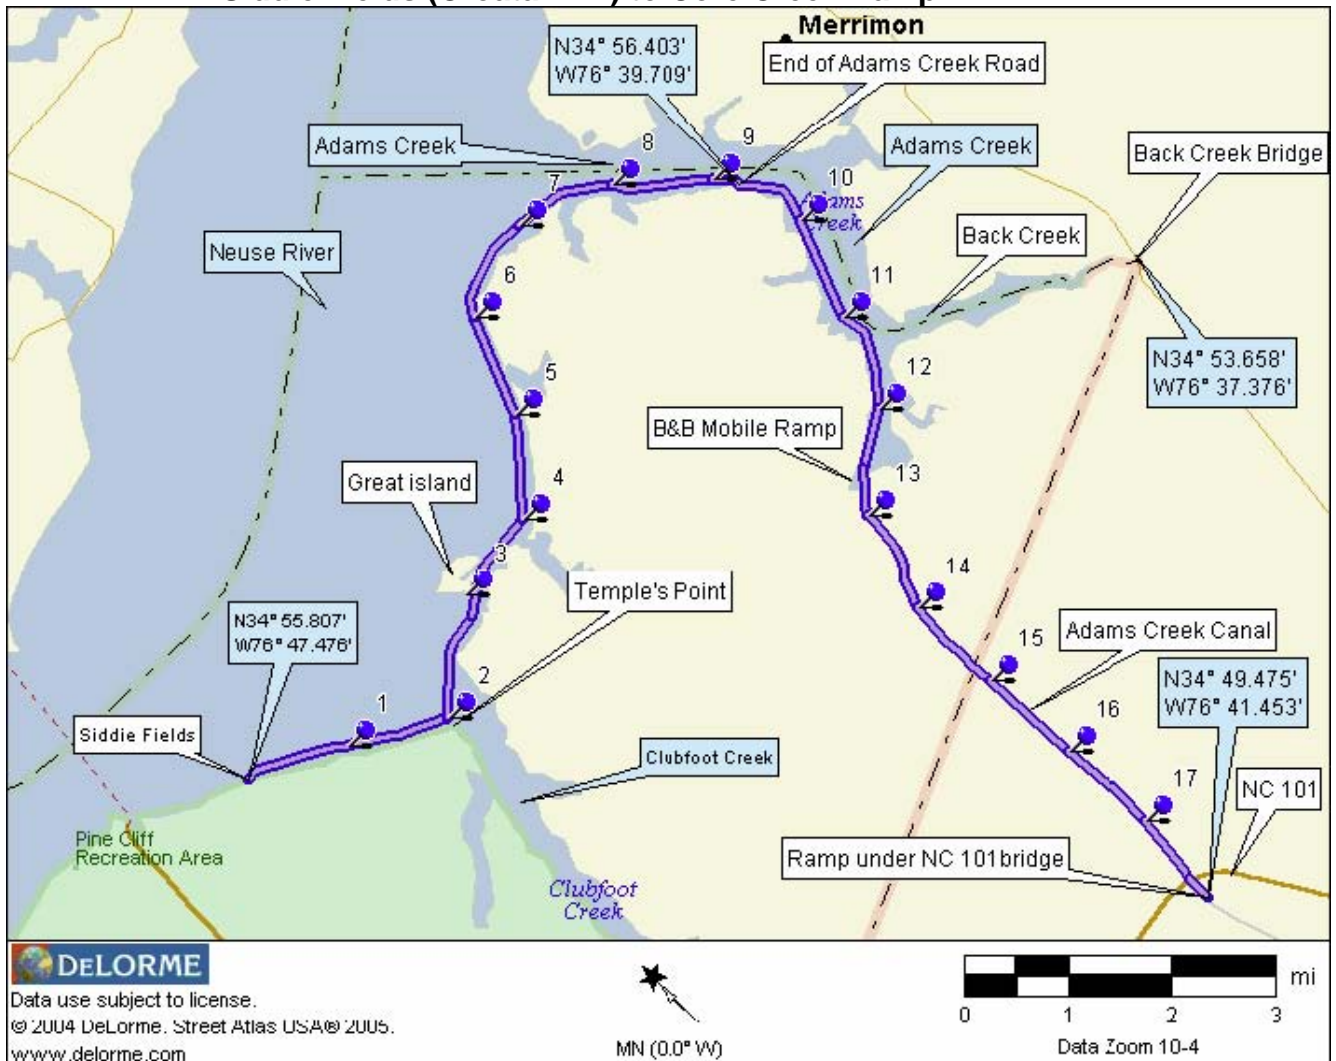 Merrimon
N34° 56.403'
W76° 39.709'
End of Adams Creek Road
Adams Creek
8
9
Adams Creek
Back Creek Bridge
7
10
Adams
Creek
Neuse River
Back Creek
6
11
N34° 53.658'
W76° 37.376'
5
12
B&B Mobile Ramp
Great island
4
13
3
Temple's Point
14
N34° 55.807'
W76° 47.476'
Adams Creek Canal
15
2
N34° 49.475'
W76° 41.453'
1
16
Siddie Fields
Clubfoot Creek
17
NC 101
Pine Cliff
Recreation Area
Ramp under NC 101 bridge
Clubfoot
Creek
DELORME
Data use subject to license.
© 2004 DeLorme. Street Atlas USA® 2005.
www.delorme.com
MN (0.0° W)
mi
0 1 2 3
Data Zoom 10-4